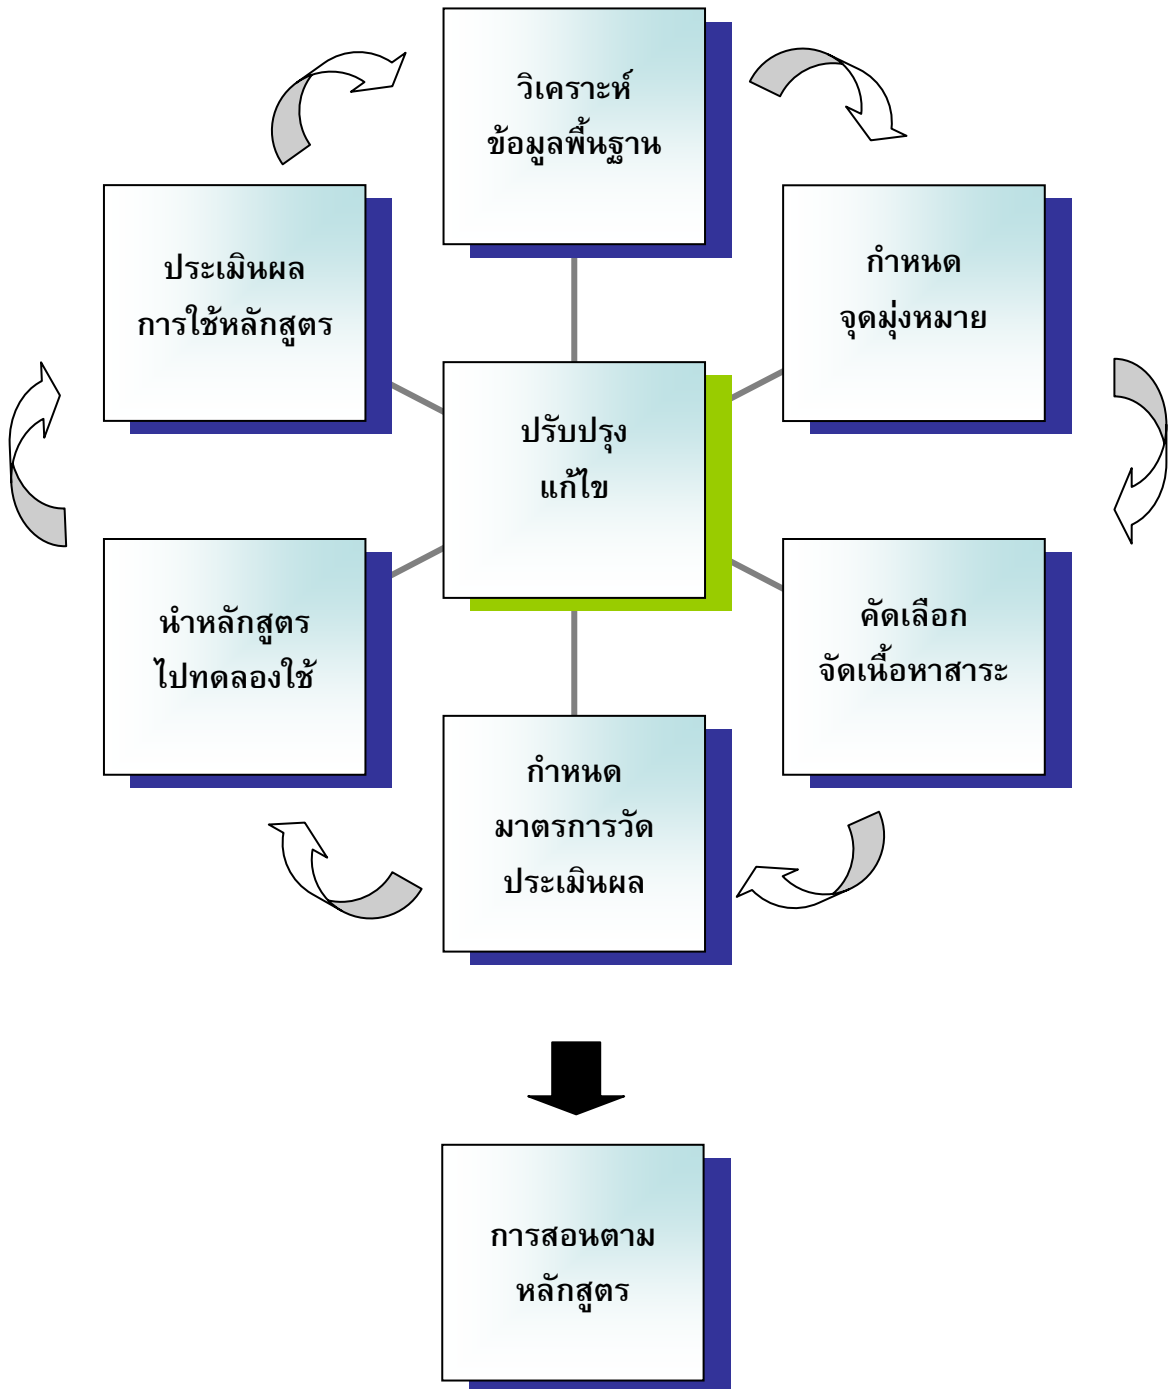 วิเคราะห์
ข้อมูลพื้นฐาน
กำหนด
จุดมุ่งหมาย
คัดเลือก
จัดเนื้อหาสาระ
กำหนด
มาตรการวัด
ประเมินผล
นำหลักสูตร
ไปทดลองใช้
ประเมินผล
การใช้หลักสูตร
ปรับปรุง
แก้ไข
การสอนตาม
หลักสูตร